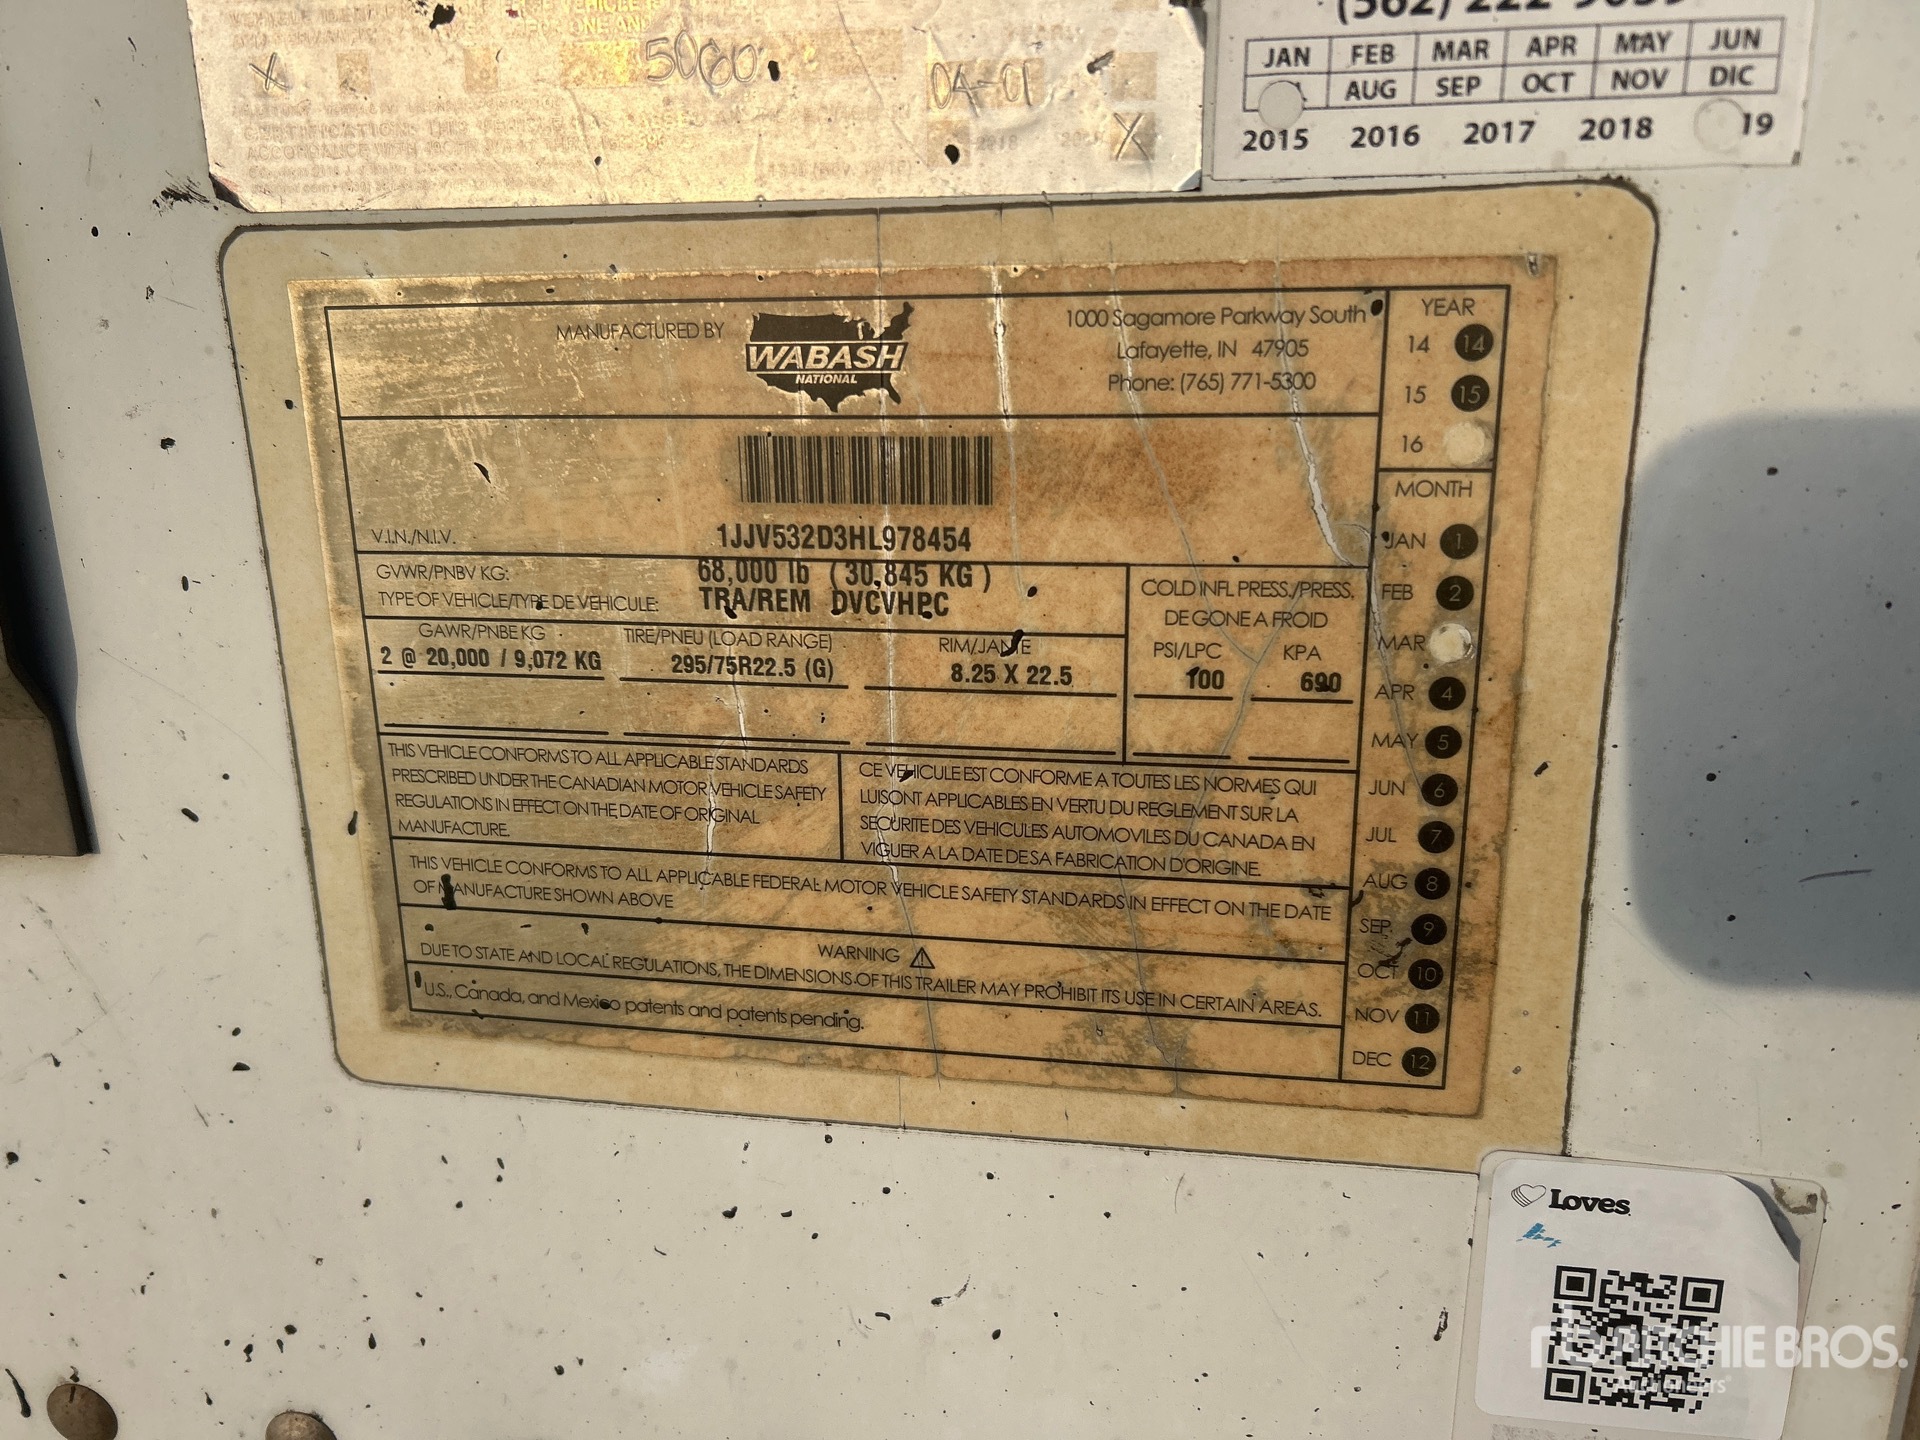 5060
04-01
X
X
(562) 222-9059
JAN FEB MAR APR MAY JUN
AUG SEP OCT NOV DIC
2015 2016 2017 2018 19
MANUFACTURED BY
WABASH
NATIONAL
1000 Sagamore Parkway South
Lafayette, IN 47905
Phone: (765) 771-5300
V.I.N./N.I.V.
1JJV532D3HL978454
GVWR/PNBV KG:
68,000 lb (30,845 KG)
TYPE OF VEHICLE/TYPE DE VEHICULE:
TRA/REM DVCVHPC
GAWR/PNBE KG
2 @ 20,000 / 9,072 KG
TIRE/PNEU (LOAD RANGE)
295/75R22.5 (G)
RIM/JANTE
8.25 X 22.5
COLD INFL PRESS./PRESS.
DE GONE A FROID
PSI/LPC KPA
100 690
THIS VEHICLE CONFORMS TO ALL APPLICABLE STANDARDS
PRESCRIBED UNDER THE CANADIAN MOTOR VEHICLE SAFETY
REGULATIONS IN EFFECT ON THE DATE OF ORIGINAL
MANUFACTURE.
CE VEHICULE EST CONFORME A TOUTES LES NORMES QUI
LUISONT APPLICABLES EN VERTU DU REGLEMENT SUR LA
SECURITE DES VEHICULES AUTOMOVILES DU CANADA EN
VIGUER A LA DATE DE SA FABRICATION D'ORIGINE.
THIS VEHICLE CONFORMS TO ALL APPLICABLE FEDERAL MOTOR VEHICLE SAFETY STANDARDS IN EFFECT ON THE DATE
OF MANUFACTURE SHOWN ABOVE
WARNING
DUE TO STATE AND LOCAL REGULATIONS, THE DIMENSIONS OF THIS TRAILER MAY PROHIBIT ITS USE IN CERTAIN AREAS.
U.S., Canada, and Mexico patents and patents pending.
YEAR
14 14
15 15
16
MONTH
JAN 1
FEB 2
MAR
APR 4
MAY 5
JUN 6
JUL 7
AUG 8
SEP. 9
OCT 10
NOV 11
DEC 12
Loves
RITCHIE BROS.
Auctioneers